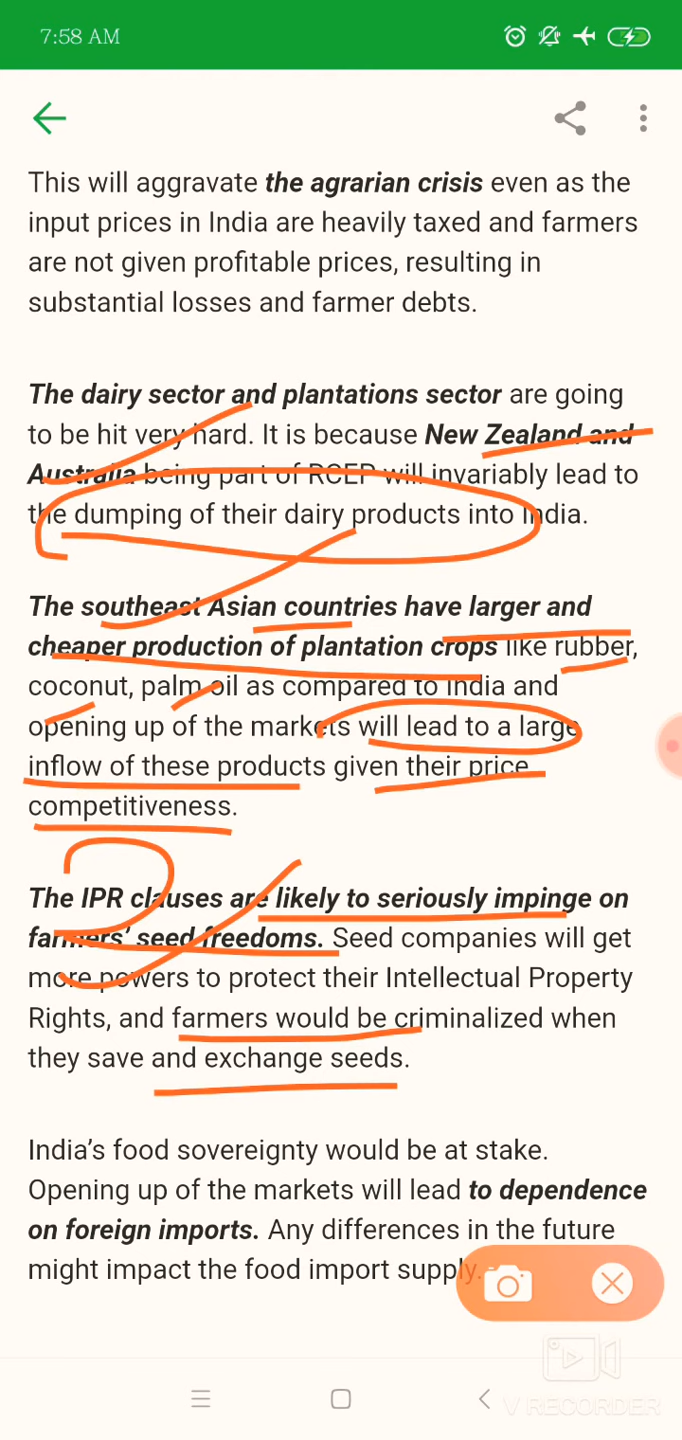 7:58 AM
This will aggravate the agrarian crisis even as the
input prices in India are heavily taxed and farmers
are not given profitable prices, resulting in
substantial losses and farmer debts.
The dairy sector and plantations sector are going
to be hit very hard. It is because New Zealand and
Australia being part of RCEP will invariably lead to
the dumping of their dairy products into India.
The southeast Asian countries have larger and
cheaper production of plantation crops like rubber,
coconut, palm oil as compared to India and
opening up of the markets will lead to a large
inflow of these products given their price
competitiveness.
The IPR clauses are likely to seriously impinge on
farmers’ seed freedoms. Seed companies will get
more powers to protect their Intellectual Property
Rights, and farmers would be criminalized when
they save and exchange seeds.
India’s food sovereignty would be at stake.
Opening up of the markets will lead to dependence
on foreign imports. Any differences in the future
might impact the food import supply.
V RECORDER